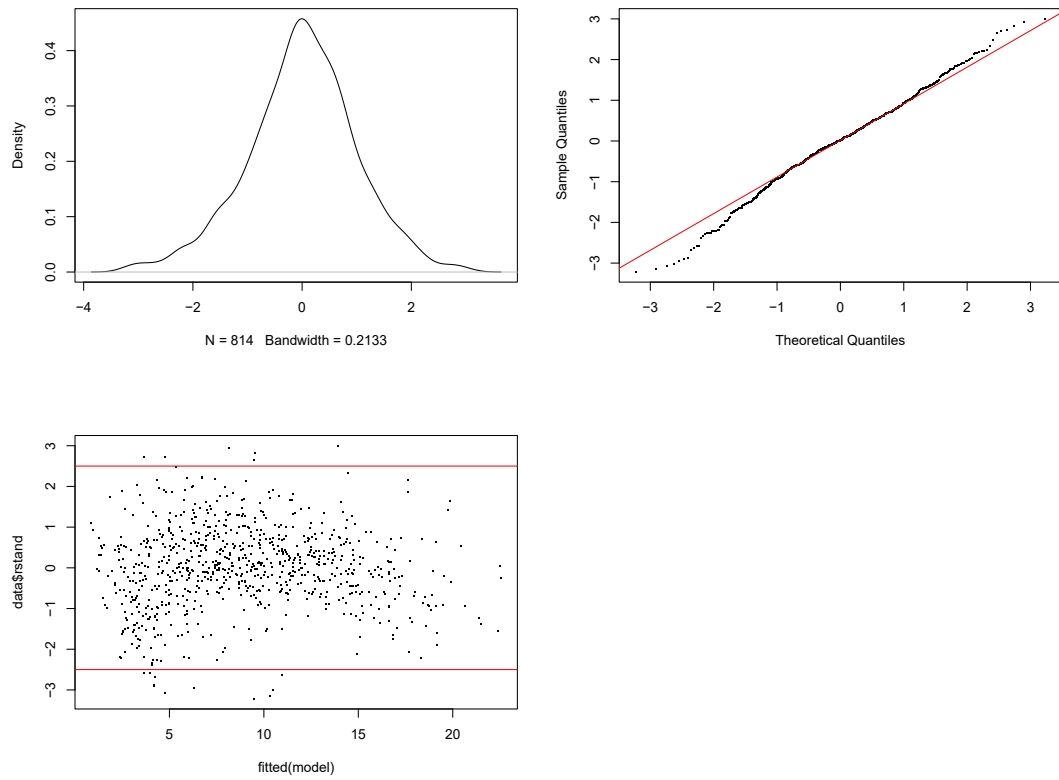 Density
0.0 0.1 0.2 0.3 0.4
−4 −2 0 2
N = 814 Bandwidth = 0.2133
Sample Quantiles
−3 −2 −1 0 1 2 3
−3 −2 −1 0 1 2 3
Theoretical Quantiles
data$rstand
−3 −2 −1 0 1 2 3
5 10 15 20
fitted(model)